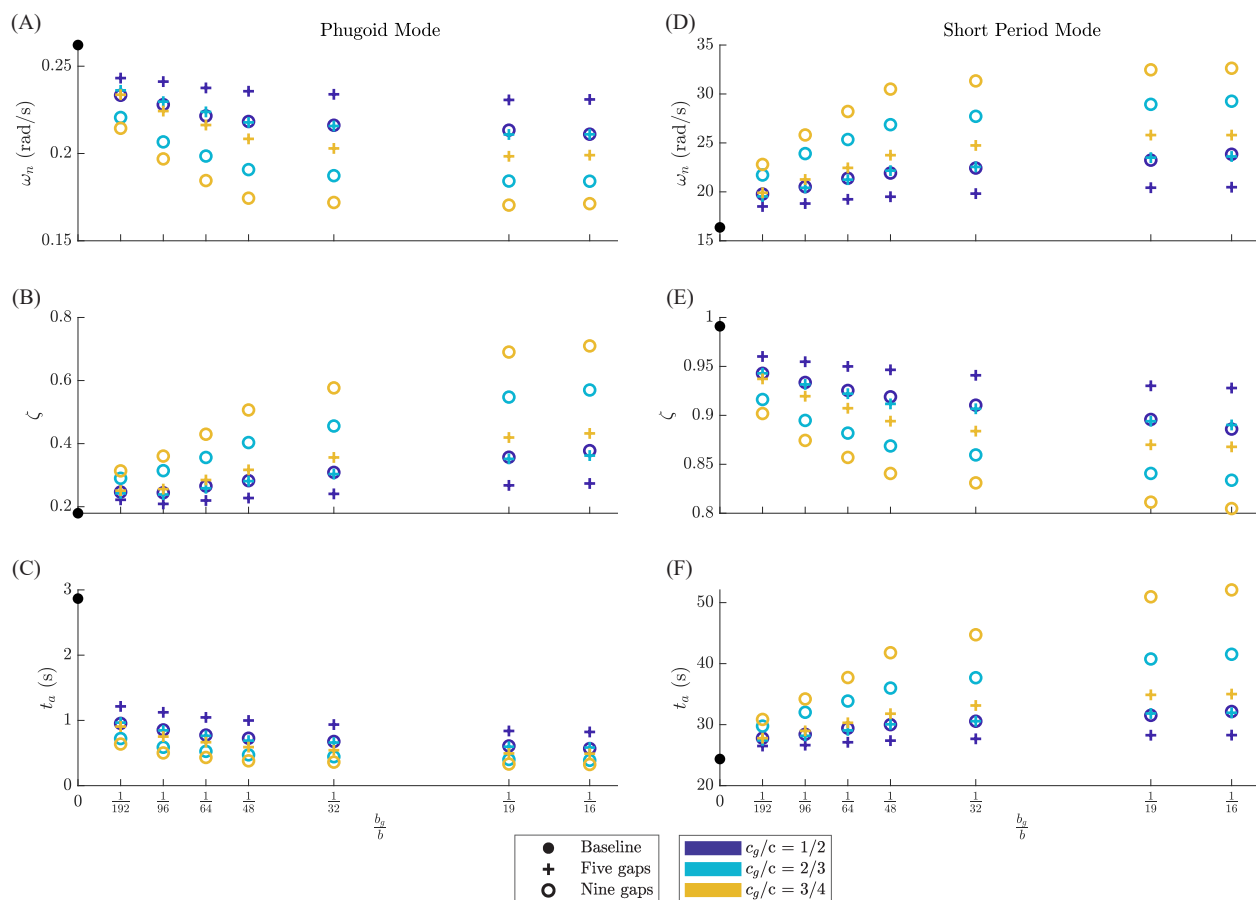 (A)
Phugoid Mode
ωn (rad/s)
0.25
0.2
0.15
(D)
Short Period Mode
ωn (rad/s)
35
30
25
20
15
(B)
ζ
0.8
0.6
0.4
0.2
(E)
ζ
1
0.95
0.9
0.85
0.8
(C)
ta (s)
3
2
1
0
0 1/192 1/96 1/64 1/48 1/32 1/19 1/16
bg/b
(F)
ta (s)
50
40
30
20
0 1/192 1/96 1/64 1/48 1/32 1/19 1/16
bg/b
Baseline
Five gaps
Nine gaps
cg/c = 1/2
cg/c = 2/3
cg/c = 3/4